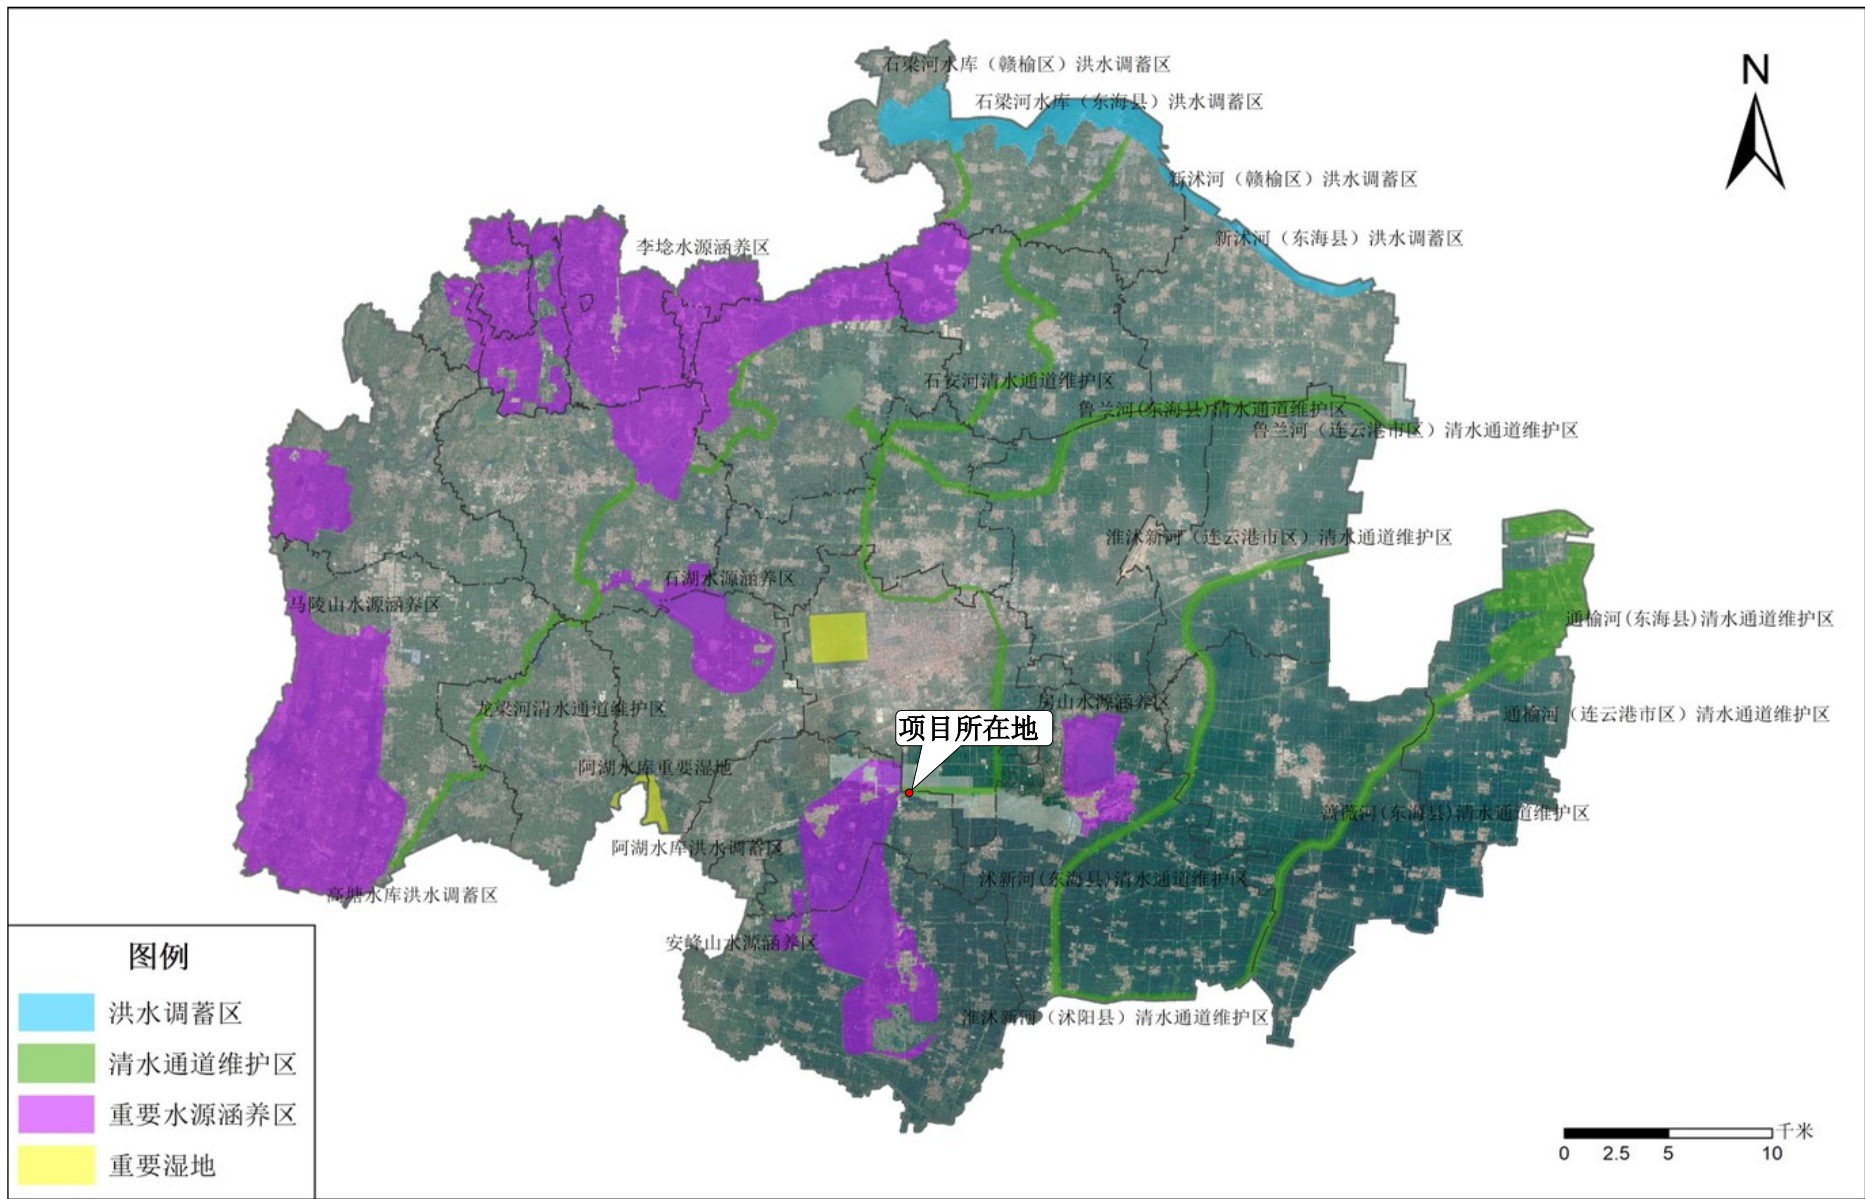 石梁河水库（赣榆区）洪水调蓄区
N
石梁河水库（东海县）洪水调蓄区
新沭河（赣榆区）洪水调蓄区
新沭河（东海县）洪水调蓄区
李埝水源涵养区
石安河清水通道维护区
鲁兰河(东海县)清水通道维护区
鲁兰河（连云港市区）清水通道维护区
淮沭新河（连云港市区）清水通道维护区
石湖水源涵养区
马陵山水源涵养区
通榆河(东海县)清水通道维护区
房山水源涵养区
龙梁河清水通道维护区
通榆河（连云港市区）清水通道维护区
项目所在地
阿湖水库重要湿地
蔷薇河(东海县)清水通道维护区
阿湖水库洪水调蓄区
沭新河(东海县)清水通道维护区
高塘水库洪水调蓄区
安峰山水源涵养区
淮沭新河（沭阳县）清水通道维护区
图例
洪水调蓄区
清水通道维护区
重要水源涵养区
重要湿地
千米
0 2.5 5 10